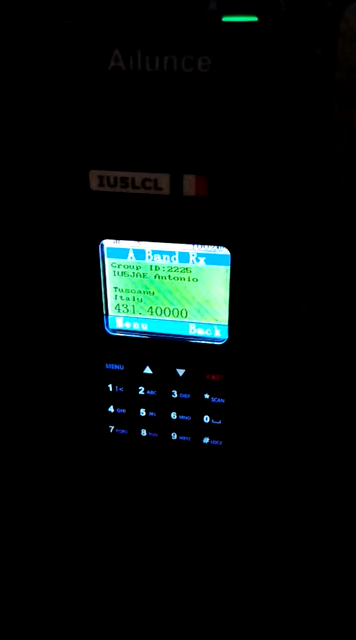 Ailunce
IU5LCL
A Band Rx
Group ID:2225
IU5JAE Antonio
Tuscany
Italy
431.40000
Menu Back
MENU
1 2 ABC 3 DEF * SCAN
4 GHI 5 JKL 6 MNO 0
7 8 9 #